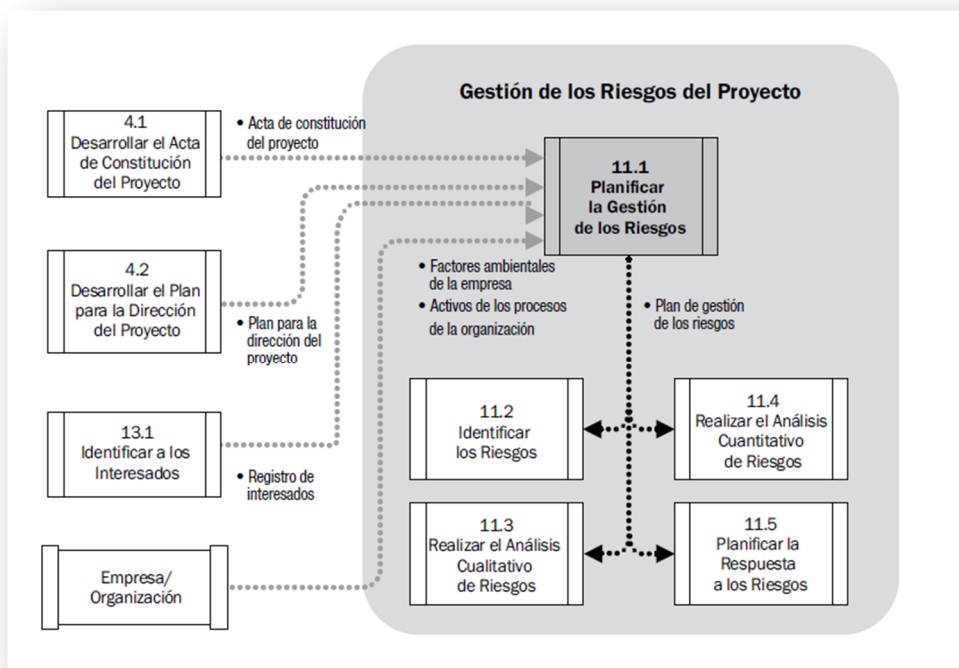 Gestión de los Riesgos del Proyecto
4.1
Desarrollar el Acta
de Constitución
del Proyecto
• Acta de constitución
del proyecto
11.1
Planificar
la Gestión
de los Riesgos
4.2
Desarrollar el Plan
para la Dirección
del Proyecto
• Plan para la
dirección del
proyecto
• Factores ambientales
de la empresa
• Activos de los procesos
de la organización
• Plan de gestión
de los riesgos
13.1
Identificar a los
Interesados
• Registro de
interesados
11.2
Identificar
los Riesgos
11.4
Realizar el Análisis
Cuantitativo
de Riesgos
11.3
Realizar el Análisis
Cualitativo
de Riesgos
11.5
Planificar la
Respuesta
a los Riesgos
Empresa/
Organización